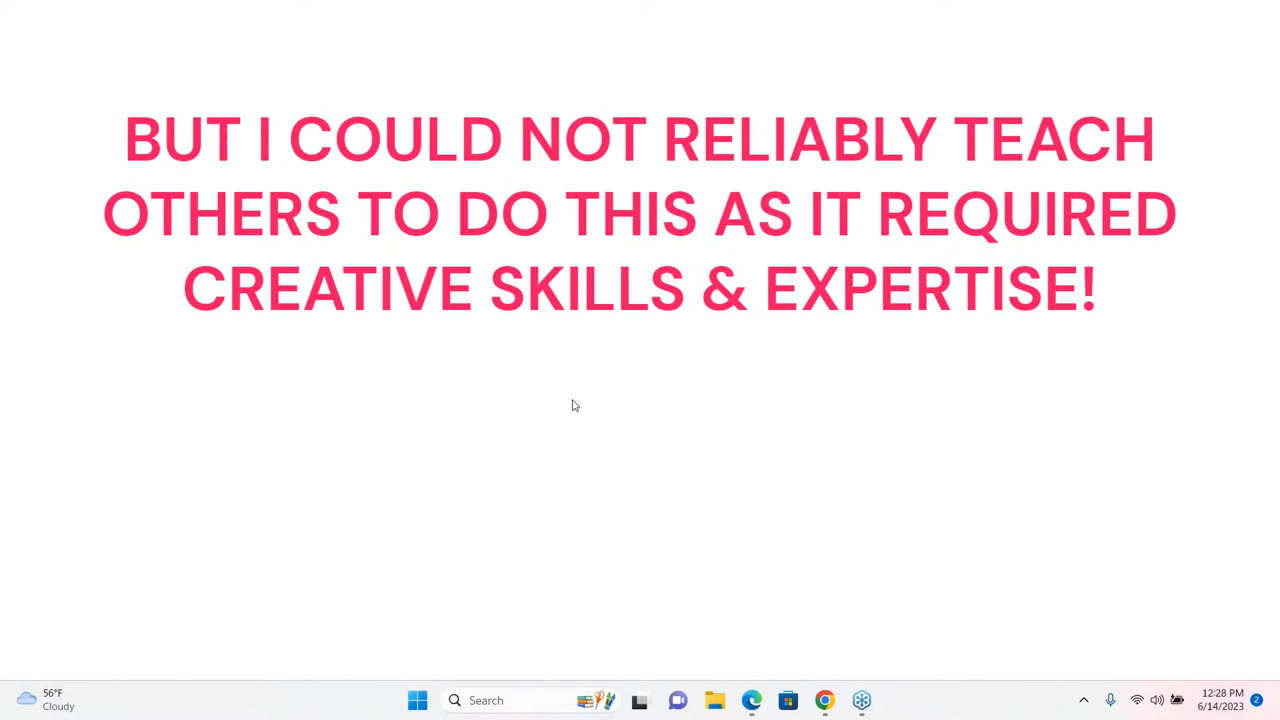 BUT I COULD NOT RELIABLY TEACH
OTHERS TO DO THIS AS IT REQUIRED
CREATIVE SKILLS & EXPERTISE!
56°F
Cloudy
Search
12:28 PM
6/14/2023
2